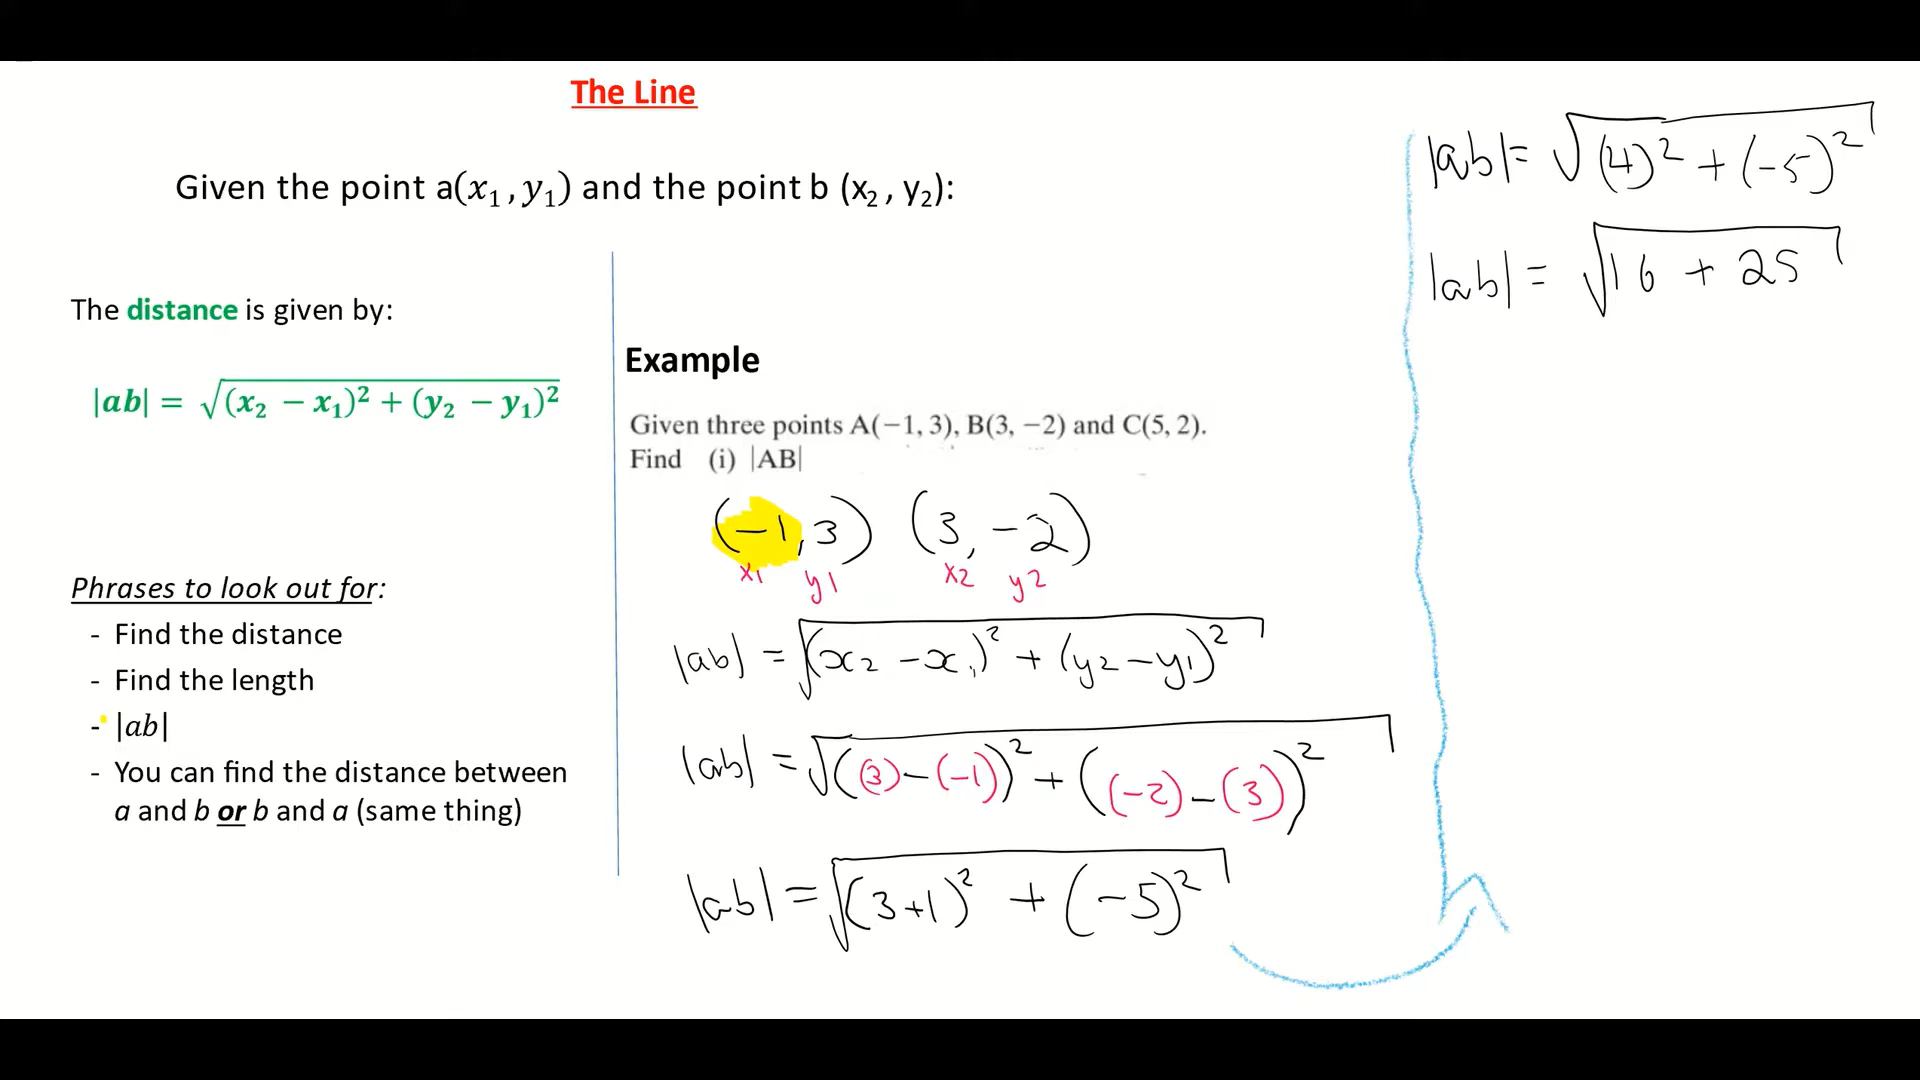 The Line
Given the point a(x₁, y₁) and the point b (x₂, y₂):
The distance is given by:
|ab| = √(x₂ − x₁)² + (y₂ − y₁)²
Phrases to look out for:
- Find the distance
- Find the length
- |ab|
- You can find the distance between
a and b or b and a (same thing)
Example
Given three points A(−1, 3), B(3, −2) and C(5, 2).
Find (i) |AB|
(−1, 3) (3, −2)
x1 y1 x2 y2
|ab| = √(x₂ − x₁)² + (y₂ − y₁)²
|ab| = √((3) − (−1))² + ((−2) − (3))²
|ab| = √(3+1)² + (−5)²
|ab| = √(4)² + (−5)²
|ab| = √16 + 25